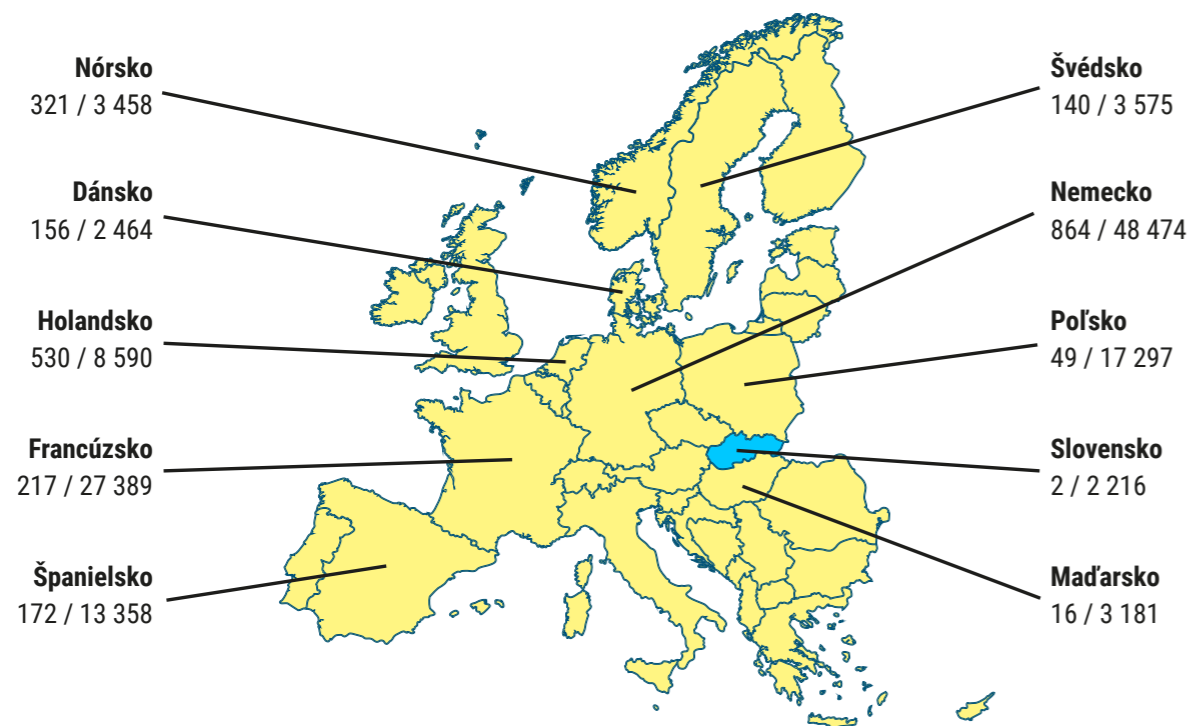 Nórsko
321 / 3 458
Dánsko
156 / 2 464
Holandsko
530 / 8 590
Francúzsko
217 / 27 389
Španielsko
172 / 13 358
Švédsko
140 / 3 575
Nemecko
864 / 48 474
Poľsko
49 / 17 297
Slovensko
2 / 2 216
Maďarsko
16 / 3 181